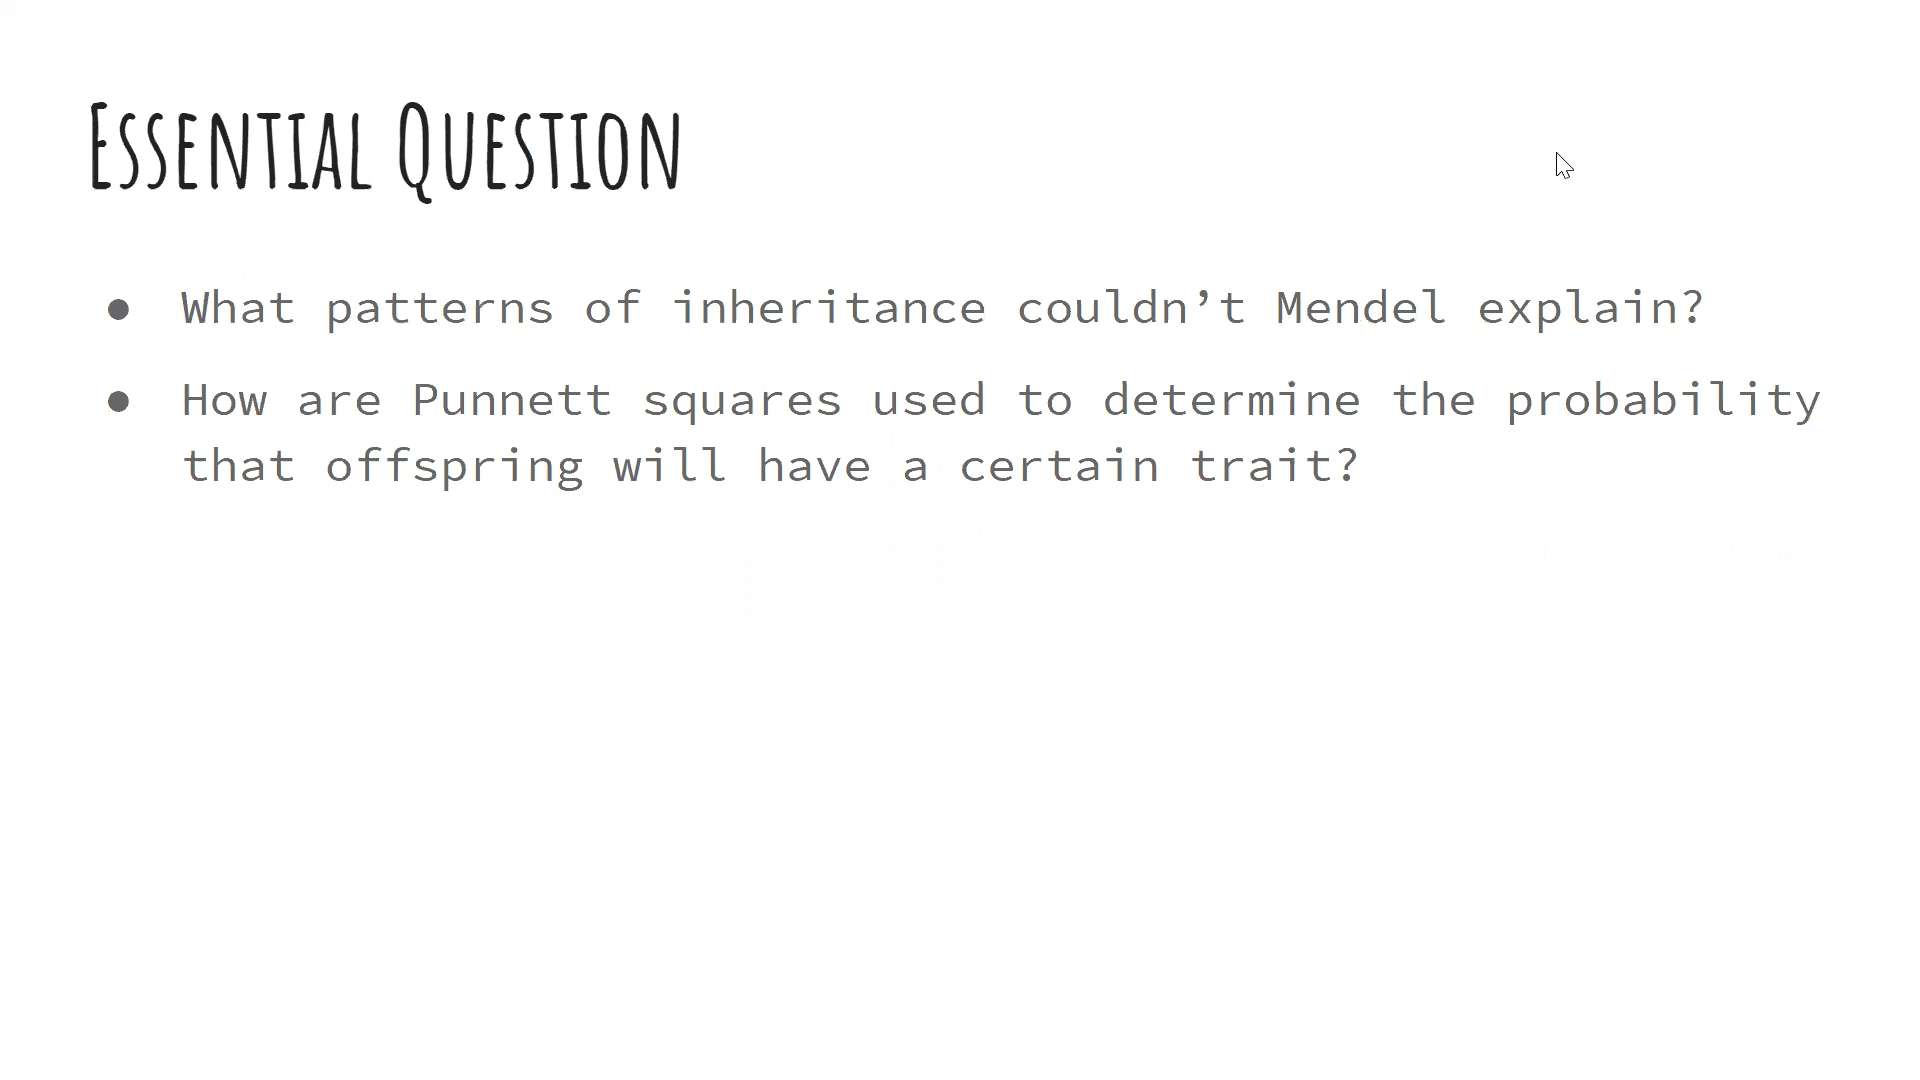 Essential Question
● What patterns of inheritance couldn’t Mendel explain?
● How are Punnett squares used to determine the probability
that offspring will have a certain trait?